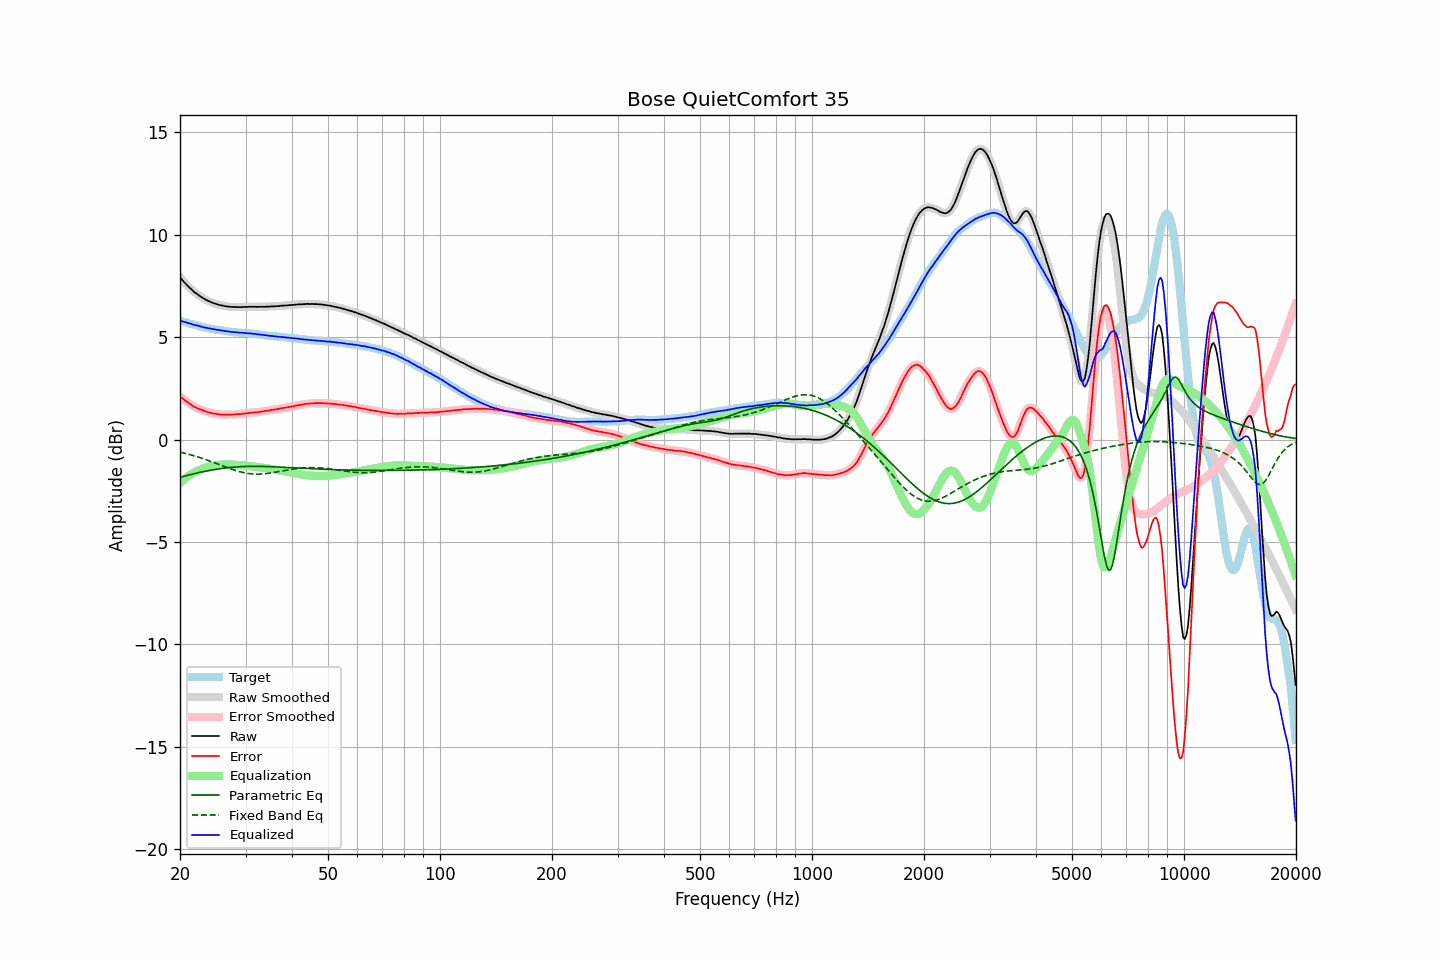 Bose QuietComfort 35
Amplitude (dBr)
15
10
5
0
−5
−10
−15
−20
Target
Raw Smoothed
Error Smoothed
Raw
Error
Equalization
Parametric Eq
Fixed Band Eq
Equalized
20 50 100 200 500 1000 2000 5000 10000 20000
Frequency (Hz)